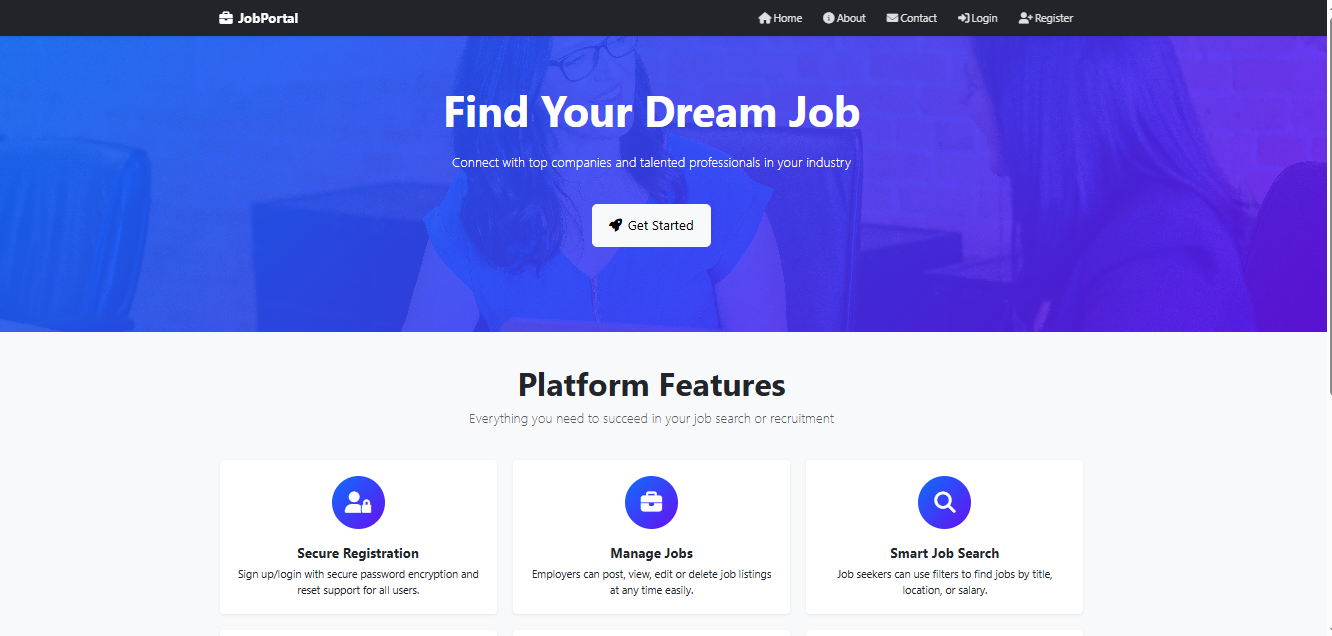 JobPortal
Home About Contact Login Register
Find Your Dream Job
Connect with top companies and talented professionals in your industry
Get Started
Platform Features
Everything you need to succeed in your job search or recruitment
Secure Registration
Sign up/login with secure password encryption and
reset support for all users.
Manage Jobs
Employers can post, view, edit or delete job listings
at any time easily.
Smart Job Search
Job seekers can use filters to find jobs by title,
location, or salary.